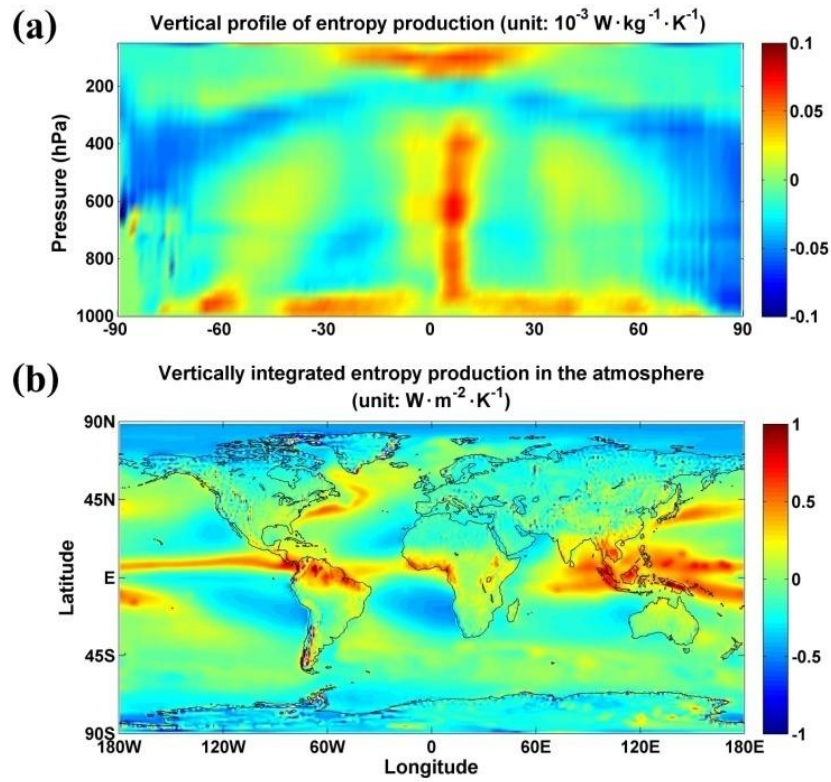 (a)
Vertical profile of entropy production (unit: 10⁻³ W·kg⁻¹·K⁻¹)
Pressure (hPa)
200
400
600
800
1000
-90
-60
-30
0
30
60
90
0.1
0.05
0
-0.05
-0.1
(b)
Vertically integrated entropy production in the atmosphere
(unit: W·m⁻²·K⁻¹)
Latitude
90N
45N
E
45S
90S
180W
120W
60W
0
60E
120E
180E
Longitude
1
0.5
0
-0.5
-1